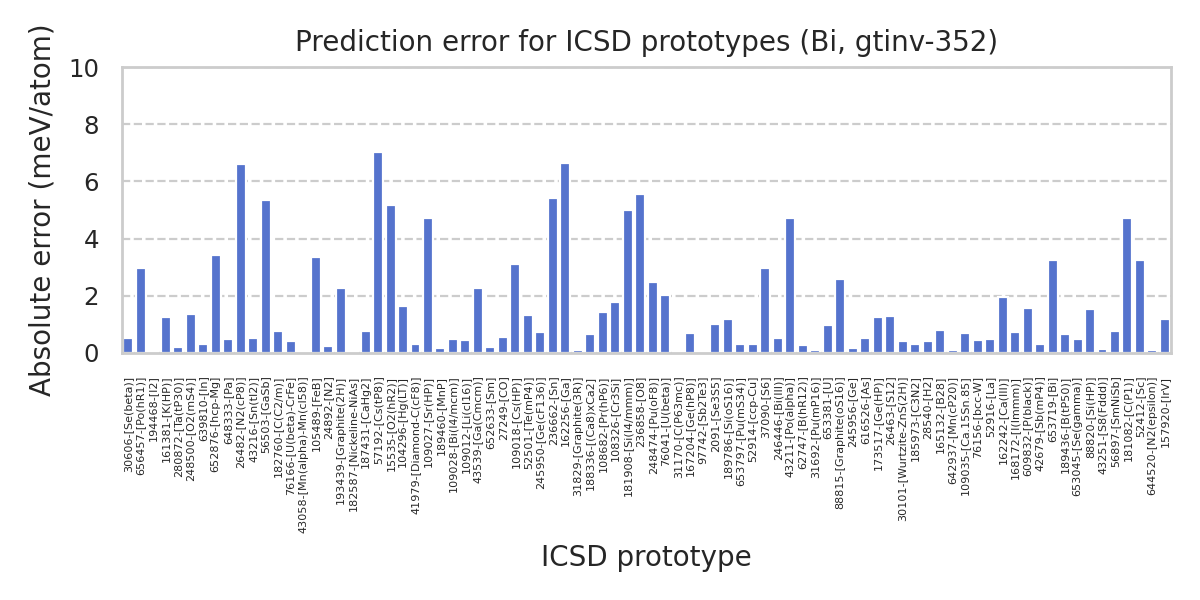 Prediction error for ICSD prototypes (Bi, gtinv-352)
Absolute error (meV/atom)
10
8
6
4
2
0
30606-[Se(beta)]
656457-[Po(hR1)]
194468-[I2]
161381-[K(HP)]
280872-[Ta(tP30)]
248500-[O2(mS4)]
639810-[In]
652876-[hcp-Mg]
648333-[Pa]
26482-[N2(cP8)]
43216-[Sn(tI2)]
56503-[GaSb]
182760-[C(C2/m)]
76166-[U(beta)-CrFe]
43058-[Mn(alpha)-Mn(cI58)]
105489-[FeB]
24892-[N2]
193439-[Graphite(2H)]
182587-[NickelineNiAs]
187431-[CaHg2]
57192-[Cs(tP8)]
15535-[O2(hR2)]
104296-[Hg(LT)]
41979-[Diamond-C(cF8)]
109027-[Sr(HP)]
189460-[MnP]
109028-[Bi(I4/mcm)]
109012-[Li(cI16)]
43539-[Ga(Cmcm)]
652633-[Sm]
27249-[CO]
109018-[Cs(HP)]
52501-[Te(mP4)]
245950-[Ge(cF136)]
236662-[Sn]
162256-[Ga]
31829-[Graphite(3R)]
188336-[(Ca8)xCa2]
108682-[Pr(hP6)]
108326-[Cr3Si]
181908-[Si(I4/mmm)]
236858-[O8]
248474-[Pu(oF8)]
76041-[U(beta)]
31170-[C(P63mc)]
167204-[Ge(hP8)]
97742-[Sb2Te3]
2091-[Se3S5]
189786-[Si(oS16)]
653797-[Pu(mS34)]
52914-[ccp-Cu]
37090-[S6]
246446-[Bi(III)]
43211-[Po(alpha)]
62747-[B(hR12)]
31692-[Pu(mP16)]
653381-[U]
88815-[Graphite(oS16)]
245956-[Ge]
616526-[As]
173517-[Ge(HP)]
26463-[S12]
30101-[Wurtzite-ZnS(2H)]
185973-[C3N2]
28540-[H2]
165132-[B28]
642937-[Mn(cP20)]
109035-[Ca.15Sn.85]
76156-[bcc-W]
52916-[La]
162242-[Ca(III)]
168172-[I(Immm)]
609832-[P(black)]
42679-[Sb(mP4)]
653719-[Bi]
189436-[B(tP50)]
653045-[Se(gamma)]
88820-[Si(HP)]
43251-[S8(Fddd)]
56897-[SmNiSb]
181082-[C(P1)]
52412-[Sc]
644520-[N2(epsilon)]
157920-[IrV]
ICSD prototype